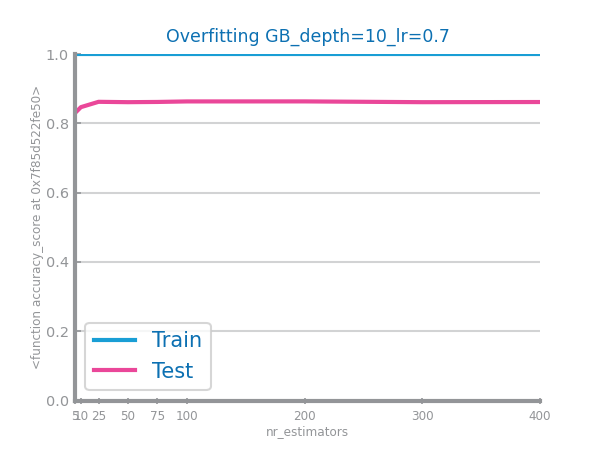 Overfitting GB_depth=10_lr=0.7
<function accuracy_score at 0x7f85d522fe50>
1.0
0.8
0.6
0.4
0.2
0.0
Train
Test
5 10 25 50 75 100 200 300 400
nr_estimators